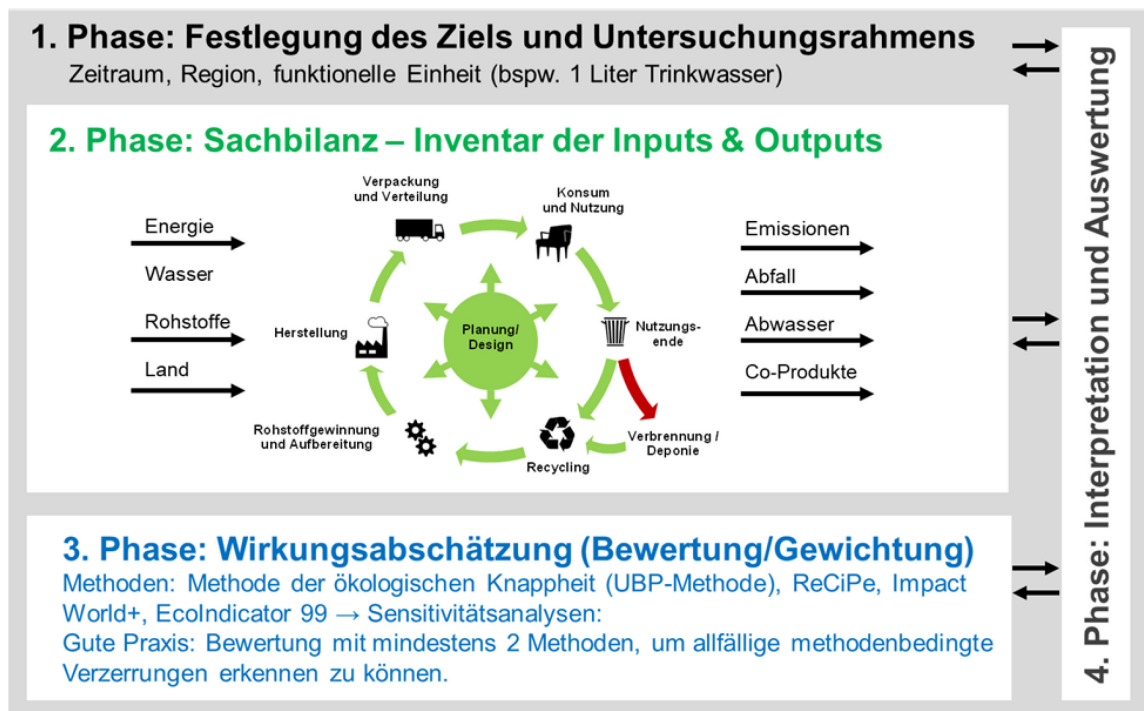 1. Phase: Festlegung des Ziels und Untersuchungsrahmens
Zeitraum, Region, funktionelle Einheit (bspw. 1 Liter Trinkwasser)
2. Phase: Sachbilanz – Inventar der Inputs & Outputs
Energie
Wasser
Rohstoffe
Land
Verpackung
und Verteilung
Konsum
und Nutzung
Herstellung
Planung/
Design
Nutzungs-
ende
Rohstoffgewinnung
und Aufbereitung
Recycling
Verbrennung /
Deponie
Emissionen
Abfall
Abwasser
Co-Produkte
3. Phase: Wirkungsabschätzung (Bewertung/Gewichtung)
Methoden: Methode der ökologischen Knappheit (UBP-Methode), ReCiPe, Impact
World+, EcoIndicator 99 → Sensitivitätsanalysen:
Gute Praxis: Bewertung mit mindestens 2 Methoden, um allfällige methodenbedingte
Verzerrungen erkennen zu können.
4. Phase: Interpretation und Auswertung